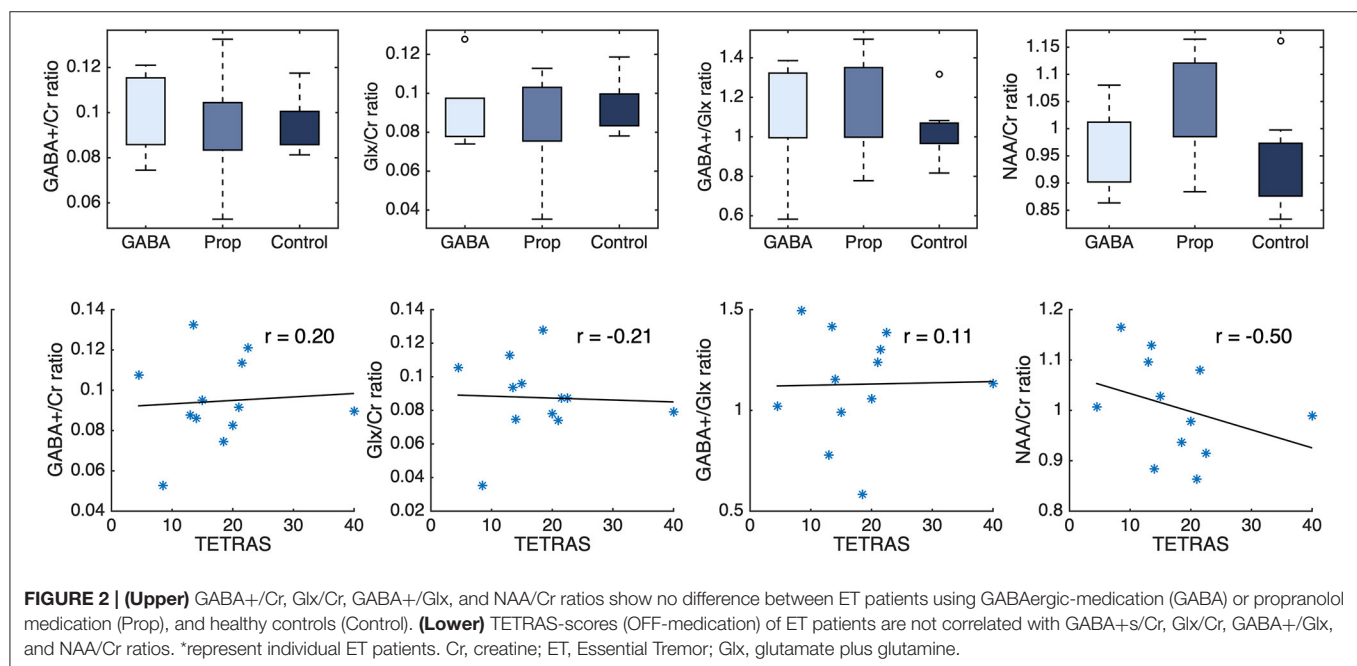 GABA+/Cr ratio
0.12
0.1
0.08
0.06
GABA Prop Control
Glx/Cr ratio
0.12
0.1
0.08
0.06
0.04
GABA Prop Control
GABA+/Glx ratio
1.4
1.2
1
0.8
0.6
GABA Prop Control
NAA/Cr ratio
1.15
1.1
1.05
1
0.95
0.9
0.85
GABA Prop Control
GABA+/Cr ratio
0.14
0.12
0.1
0.08
0.06
0.04
r = 0.20
0 10 20 30 40
TETRAS
Glx/Cr ratio
0.14
0.12
0.1
0.08
0.06
0.04
0.02
r = -0.21
0 10 20 30 40
TETRAS
GABA+/Glx ratio
1.5
1
0.5
r = 0.11
0 10 20 30 40
TETRAS
NAA/Cr ratio
1.2
1.1
1
0.9
0.8
r = -0.50
0 10 20 30 40
TETRAS
FIGURE 2 | (Upper) GABA+/Cr, Glx/Cr, GABA+/Glx, and NAA/Cr ratios show no difference between ET patients using GABAergic-medication (GABA) or propranolol
medication (Prop), and healthy controls (Control). (Lower) TETRAS-scores (OFF-medication) of ET patients are not correlated with GABA+s/Cr, Glx/Cr, GABA+/Glx,
and NAA/Cr ratios. *represent individual ET patients. Cr, creatine; ET, Essential Tremor; Glx, glutamate plus glutamine.